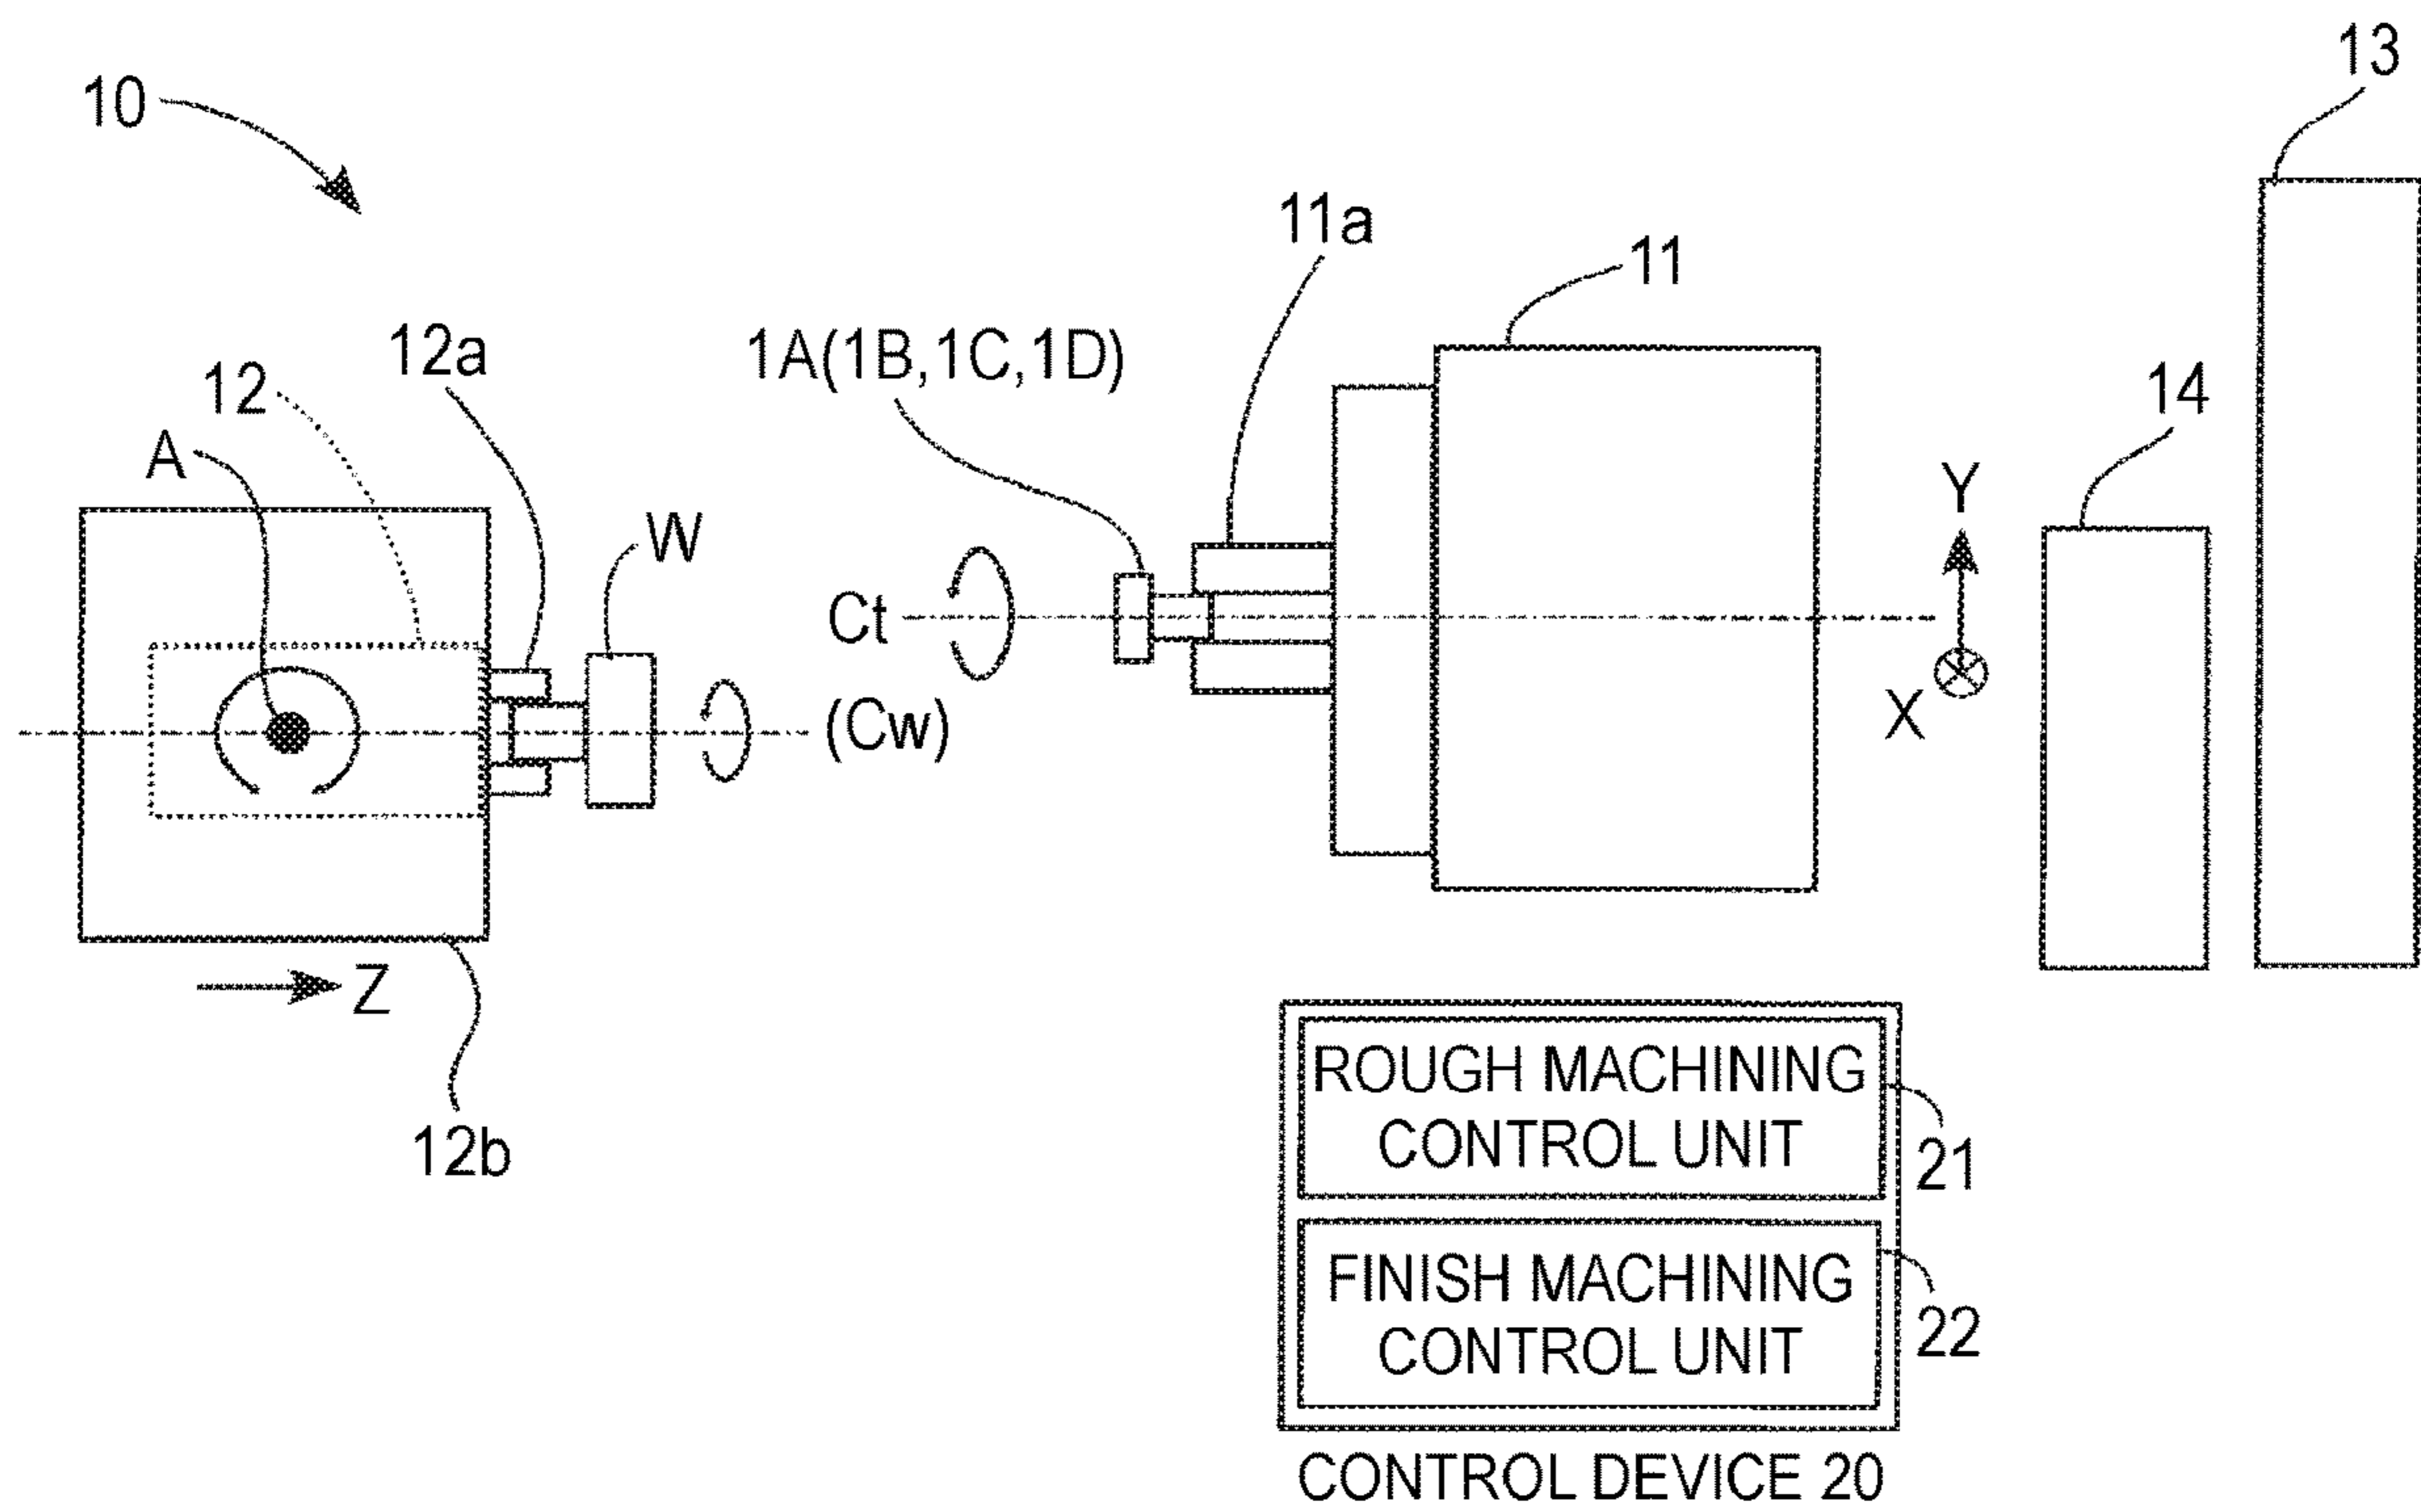 13
10
11a
11
12a
1A(1B,1C,1D)
12
14
A
Y
W
Ct
X
(Cw)
Z
ROUGH MACHINING
CONTROL UNIT
12b
21
FINISH MACHINING
CONTROL UNIT
22
CONTROL DEVICE 20